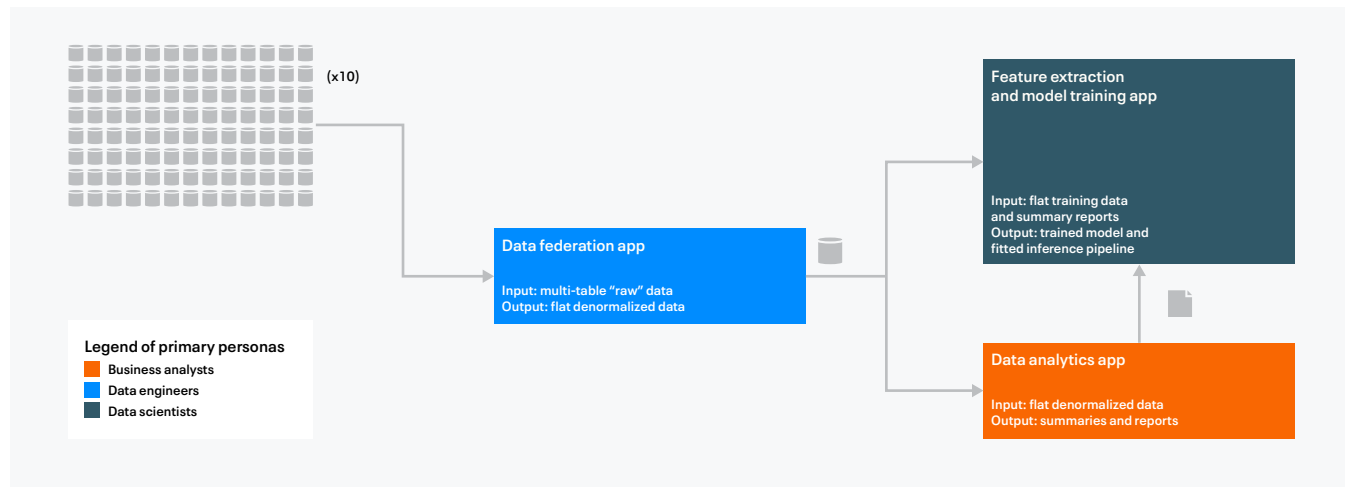 (x10)
Feature extraction
and model training app
Input: flat training data
and summary reports
Output: trained model and
fitted inference pipeline
Data federation app
Input: multi-table “raw” data
Output: flat denormalized data
Legend of primary personas
Business analysts
Data engineers
Data scientists
Data analytics app
Input: flat denormalized data
Output: summaries and reports